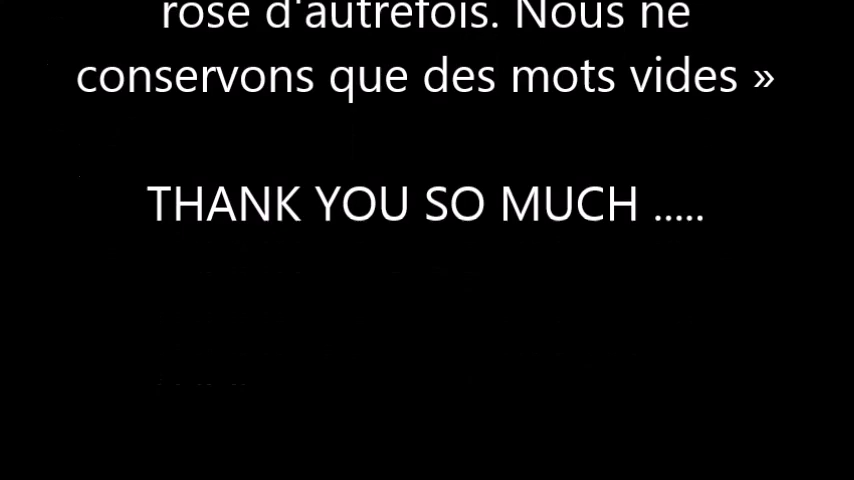 rose d'autrefois. Nous ne
conservons que des mots vides »
THANK YOU SO MUCH .....